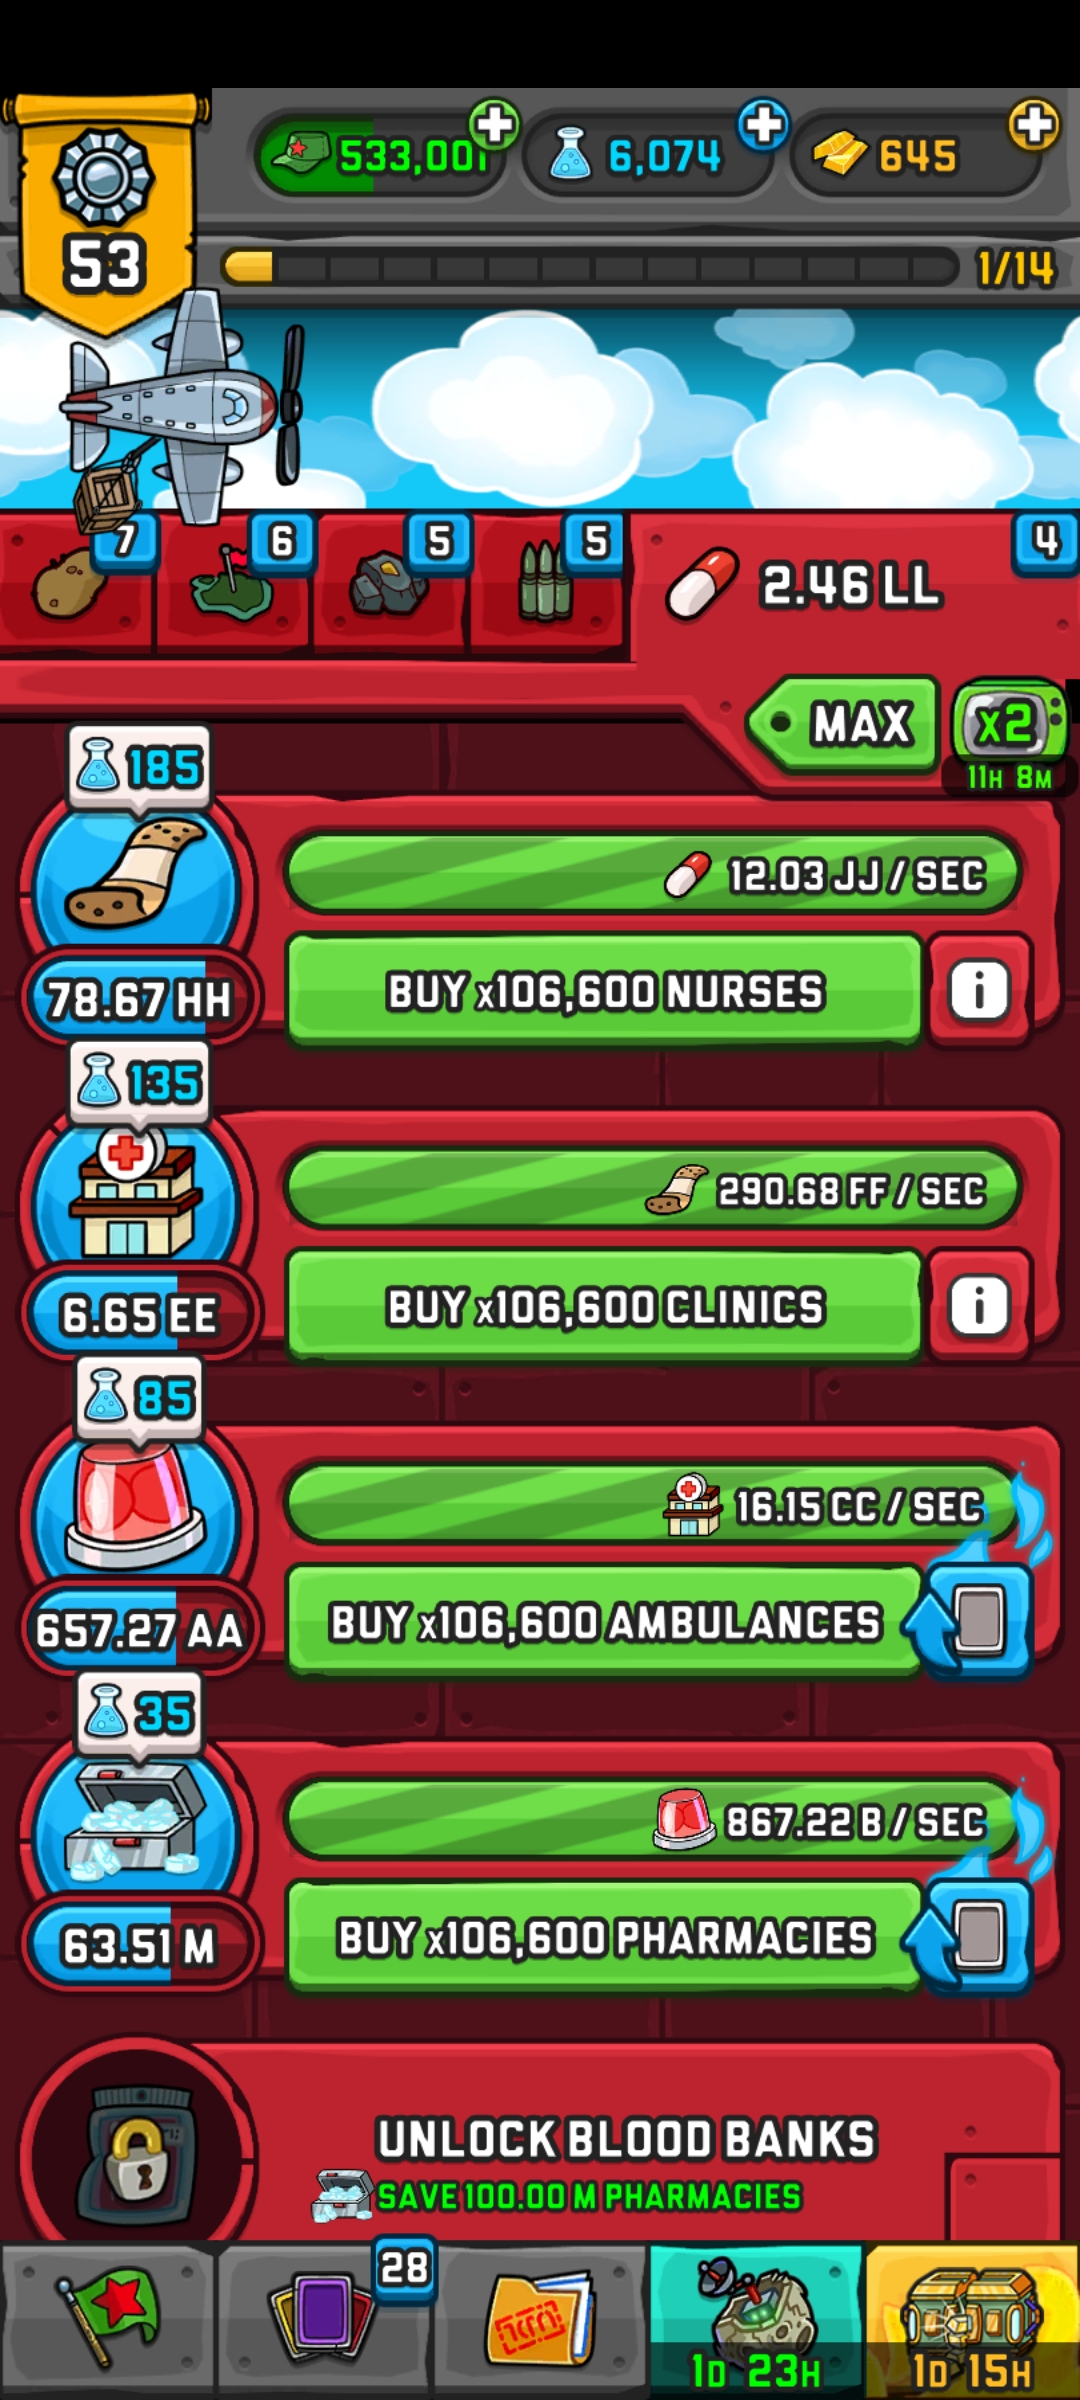 533,001
6,074
645
53
1/14
7
6
5
5
4
2.46 LL
MAX
x2
11H 8M
185
12.03 JJ / SEC
78.67 HH
BUY x106,600 NURSES
i
135
290.68 FF / SEC
6.65 EE
BUY x106,600 CLINICS
i
85
16.15 CC / SEC
657.27 AA
BUY x106,600 AMBULANCES
35
867.22 B / SEC
63.51 M
BUY x106,600 PHARMACIES
UNLOCK BLOOD BANKS
SAVE 100.00 M PHARMACIES
28
1D 23H
1D 15H